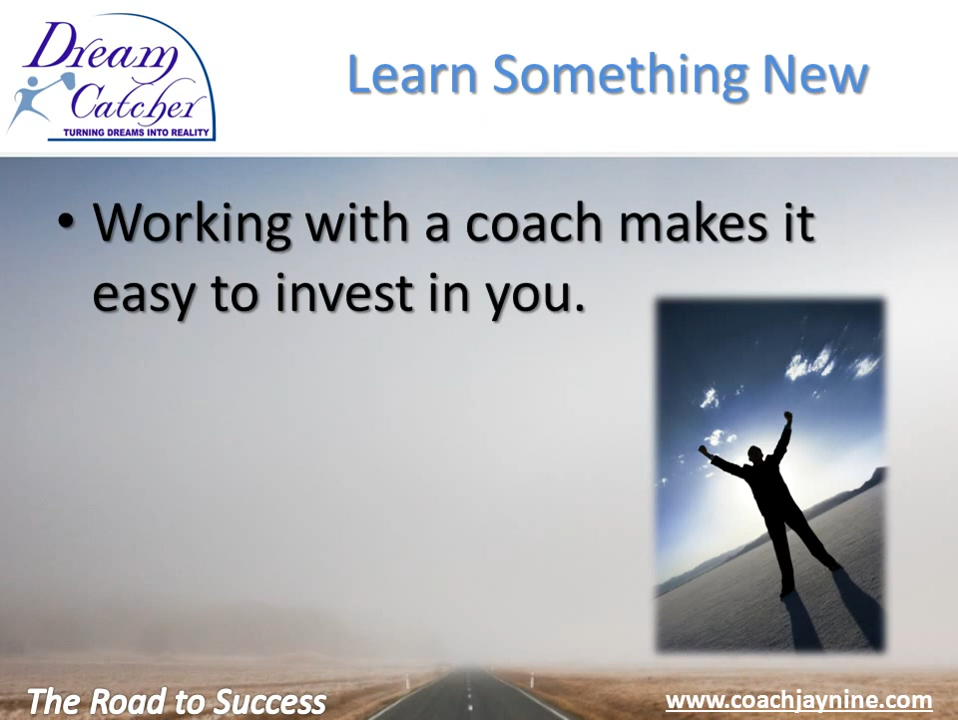 Dream
Catcher
TURNING DREAMS INTO REALITY
Learn Something New
• Working with a coach makes it
easy to invest in you.
The Road to Success
www.coachjaynine.com